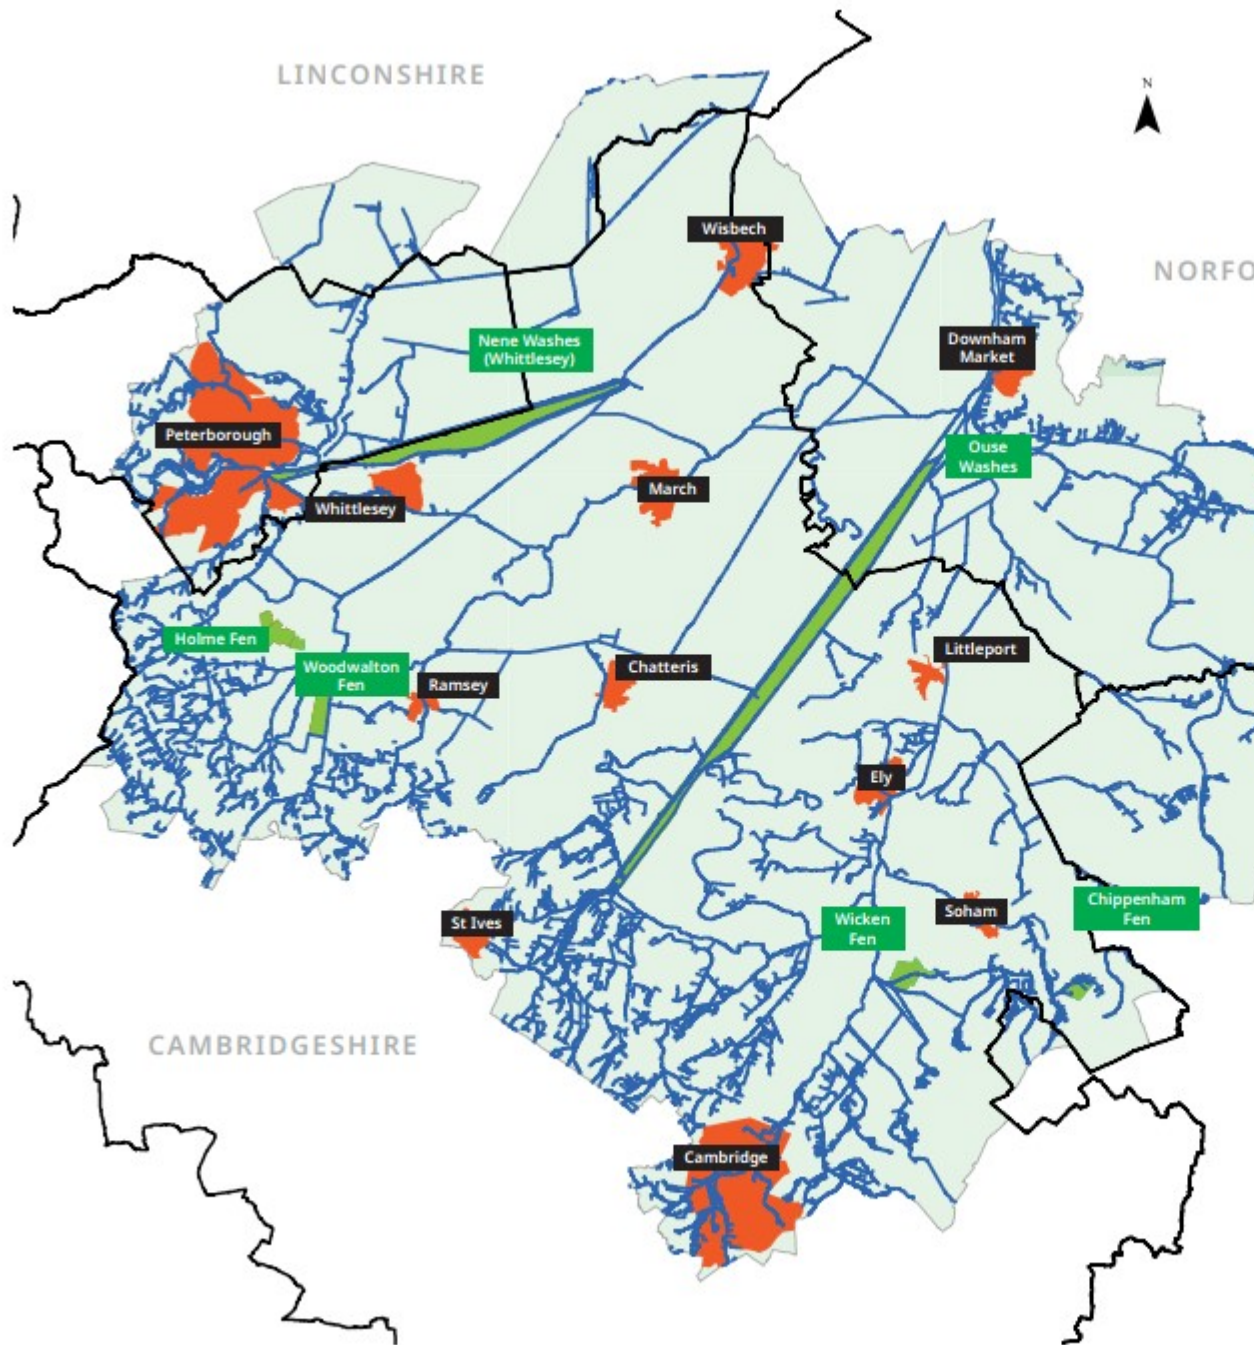 LINCONSHIRE
N
Wisbech
NORFO
Nene Washes
(Whittlesey)
Downham
Market
Peterborough
Ouse
Washes
March
Whittlesey
Holme Fen
Woodwalton
Fen
Ramsey
Chatteris
Littleport
Ely
St Ives
Wicken
Fen
Soham
Chippenham
Fen
CAMBRIDGESHIRE
Cambridge